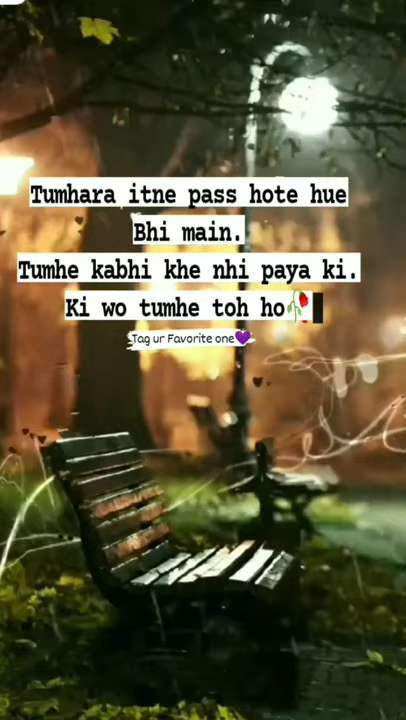 Tumhara itne pass hote hue
Bhi main.
Tumhe kabhi khe nhi paya ki.
Ki wo tumhe toh ho🥀
Tag ur Favorite one💜